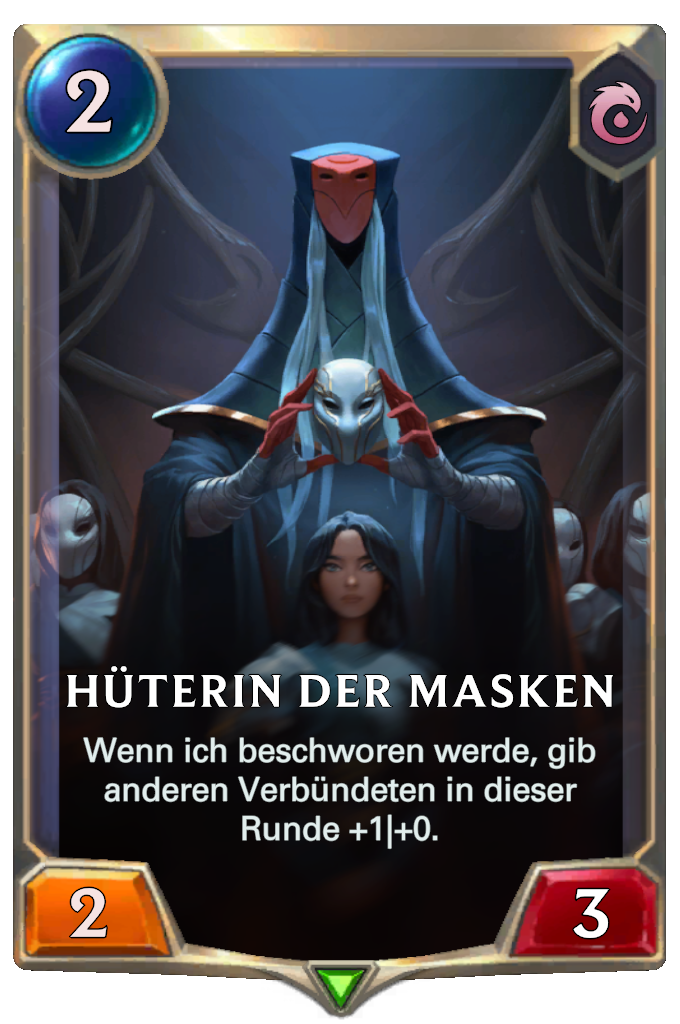 2
HÜTERIN DER MASKEN
Wenn ich beschworen werde, gib
anderen Verbündeten in dieser
Runde +1|+0.
2
3